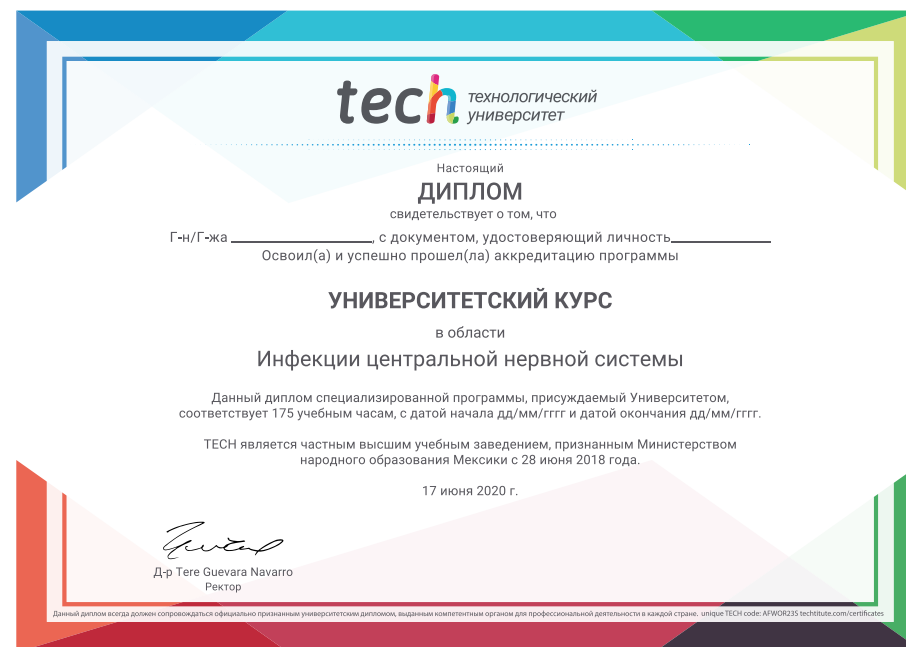 tech технологический
университет
Настоящий
ДИПЛОМ
свидетельствует о том, что
Г-н/Г-жа ____________________, с документом, удостоверяющий личность______________
Освоил(а) и успешно прошел(ла) аккредитацию программы
УНИВЕРСИТЕТСКИЙ КУРС
в области
Инфекции центральной нервной системы
Данный диплом специализированной программы, присуждаемый Университетом,
соответствует 175 учебным часам, с датой начала дд/мм/гггг и датой окончания дд/мм/гггг.
TECH является частным высшим учебным заведением, признанным Министерством
народного образования Мексики с 28 июня 2018 года.
17 июня 2020 г.
Д-р Tere Guevara Navarro
Ректор
Данный диплом всегда должен сопровождаться официально признанным университетским дипломом, выданным компетентным органом для профессиональной деятельности в каждой стране. unique TECH code: AFWOR23S techtitute.com/certificates